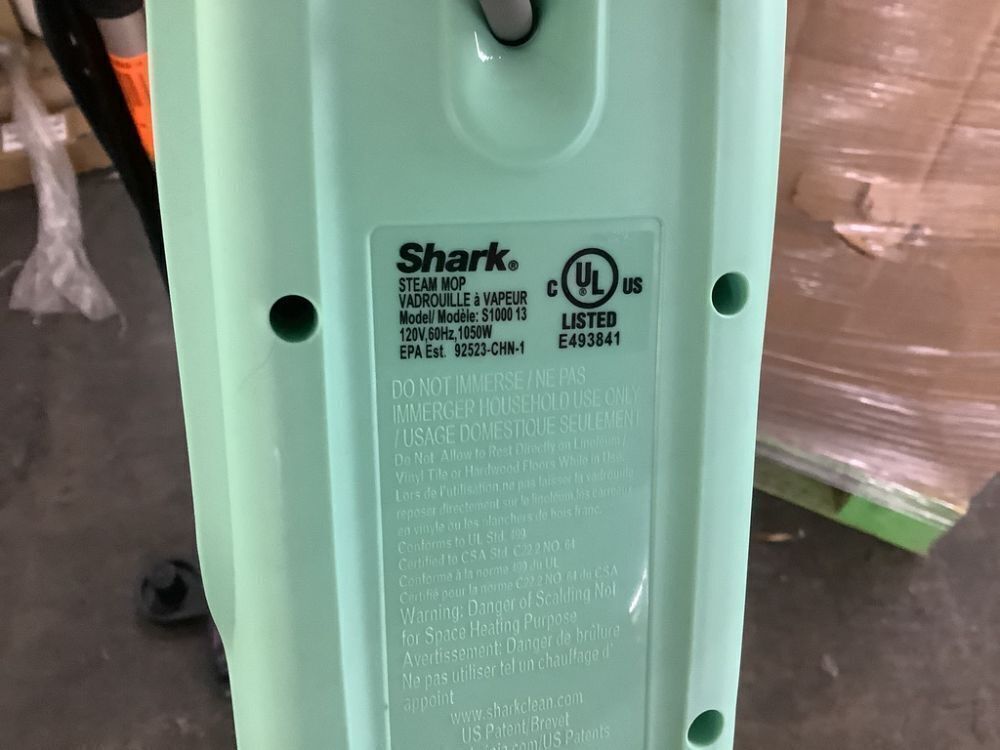 Shark®
STEAM MOP
VADROUILLE à VAPEUR
Model/ Modèle: S1000 13
120V,60Hz,1050W
EPA Est. 92523-CHN-1
C UL ® US
LISTED
E493841
DO NOT IMMERSE / NE PAS
IMMERGER HOUSEHOLD USE ONLY
/ USAGE DOMESTIQUE SEULEMENT
Do Not Allow to Rest Directly on Linoleum /
Vinyl Tile or Hardwood Floors While in Use.
Lors de l'utilisation ne pas laisser la vadrouille
reposer directement sur le linoléum les carreaux
en vinyle ou les planchers de bois franc.
Conforms to UL Std. 499
Certified to CSA Std. C22.2 NO. 64
Conforme à la norme 499 du UL
Certifié pour la norme C22.2 NO. 64 du CSA
Warning: Danger of Scalding Not
for Space Heating Purpose
Avertissement: Danger de brûlure
Ne pas utiliser tel un chauffage d'
appoint
www.sharkclean.com
US Patent/Brevet
.com/US Patents